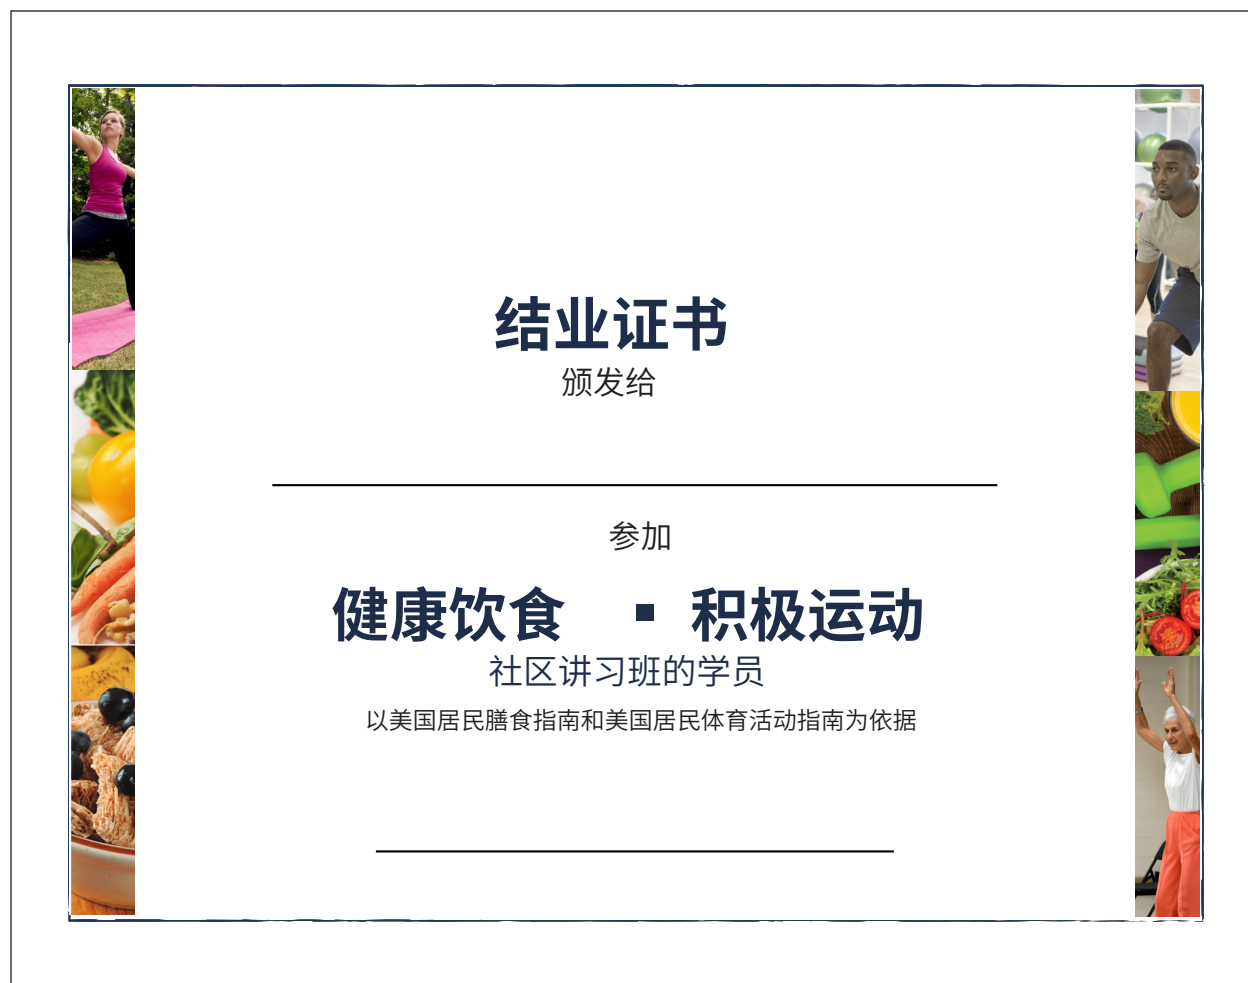 结业证书
颁发给
参加
健康饮食 ▪ 积极运动
社区讲习班的学员
以美国居民膳食指南和美国居民体育活动指南为依据